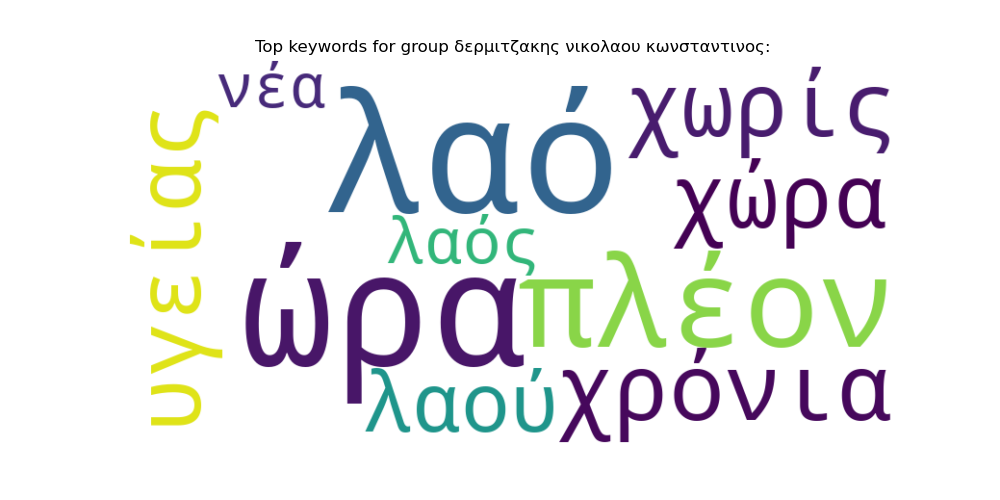 Top keywords for group δερμιτζακης νικολαου κωνσταντινος:
νέα
λαό
χωρίς
υγείας
χώρα
λαός
ώρα
πλέον
λαού
χρόνια